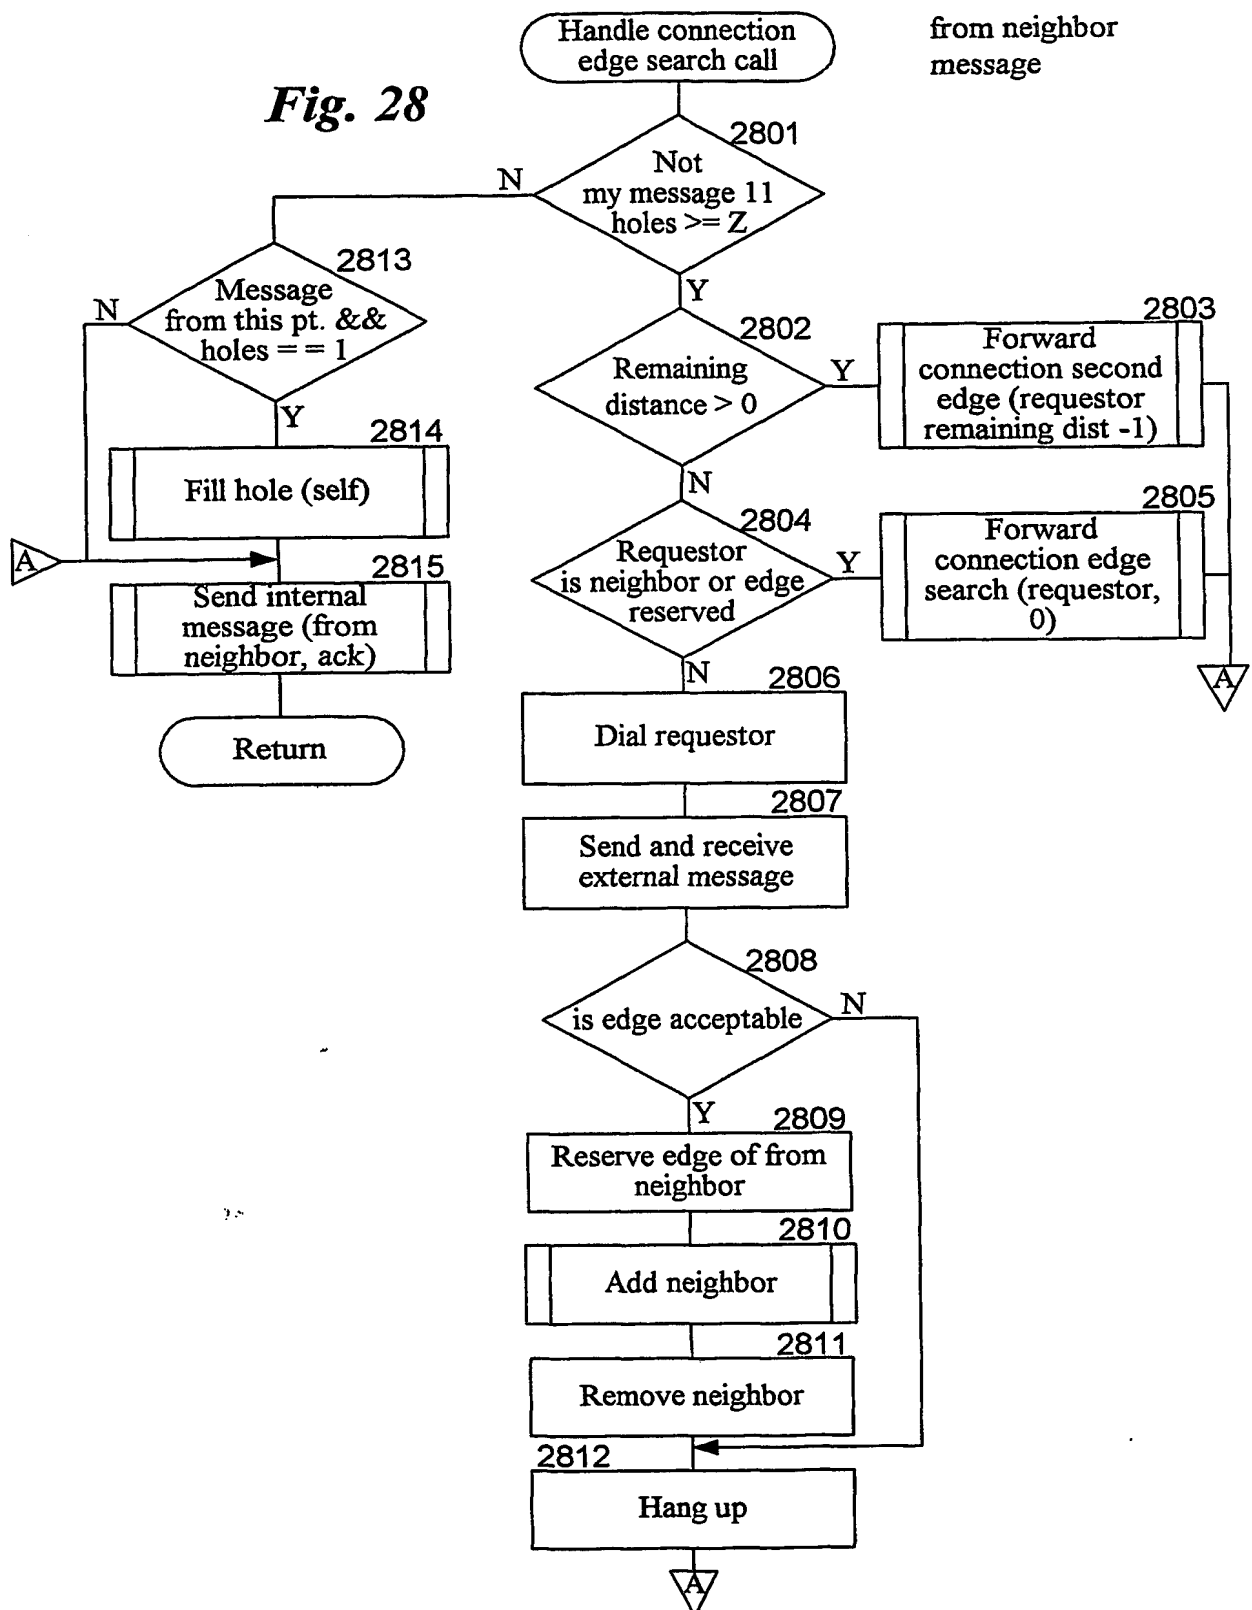 Handle connection
edge search call
from neighbor
message
Fig. 28
2801
Not
my message 11
holes >= Z
N
Y
2813
Message
from this pt. &&
holes = = 1
N
Y
2802
Remaining
distance > 0
Y
N
2803
Forward
connection second
edge (requestor
remaining dist -1)
2814
Fill hole (self)
2804
Requestor
is neighbor or edge
reserved
Y
N
2805
Forward
connection edge
search (requestor,
0)
A
A
2815
Send internal
message (from
neighbor, ack)
Return
2806
Dial requestor
2807
Send and receive
external message
2808
is edge acceptable
N
Y
2809
Reserve edge of from
neighbor
2810
Add neighbor
2811
Remove neighbor
2812
Hang up
A